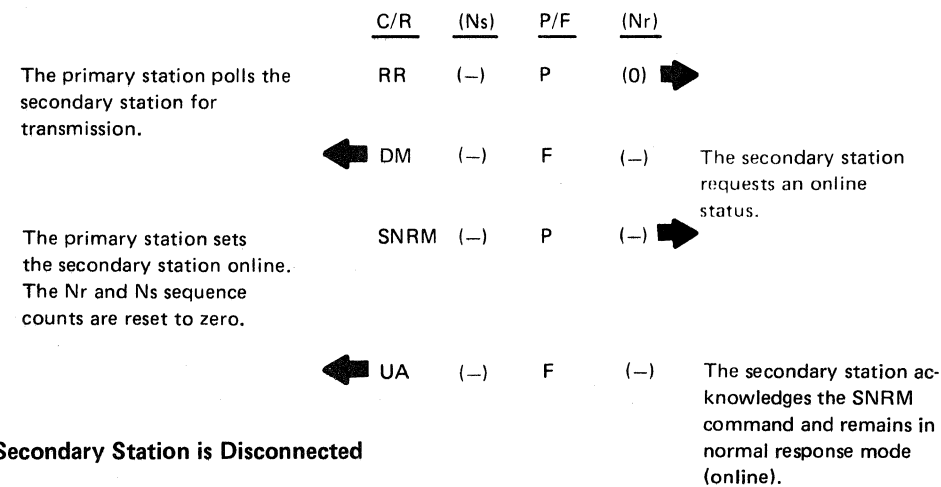 C/R (Ns) P/F (Nr)
The primary station polls the
secondary station for
transmission.
RR (—) P (0)
DM (—) F (—)
The secondary station
requests an online
status.
The primary station sets
the secondary station online.
The Nr and Ns sequence
counts are reset to zero.
SNRM (—) P (—)
UA (—) F (—)
The secondary station ac-
knowledges the SNRM
command and remains in
normal response mode
(online).
Secondary Station is Disconnected